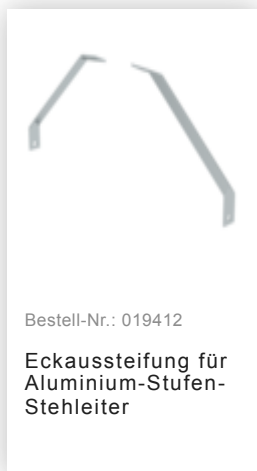 Bestell-Nr.: 019412
Eckaussteifung für
Aluminium-Stufen-
Stehleiter